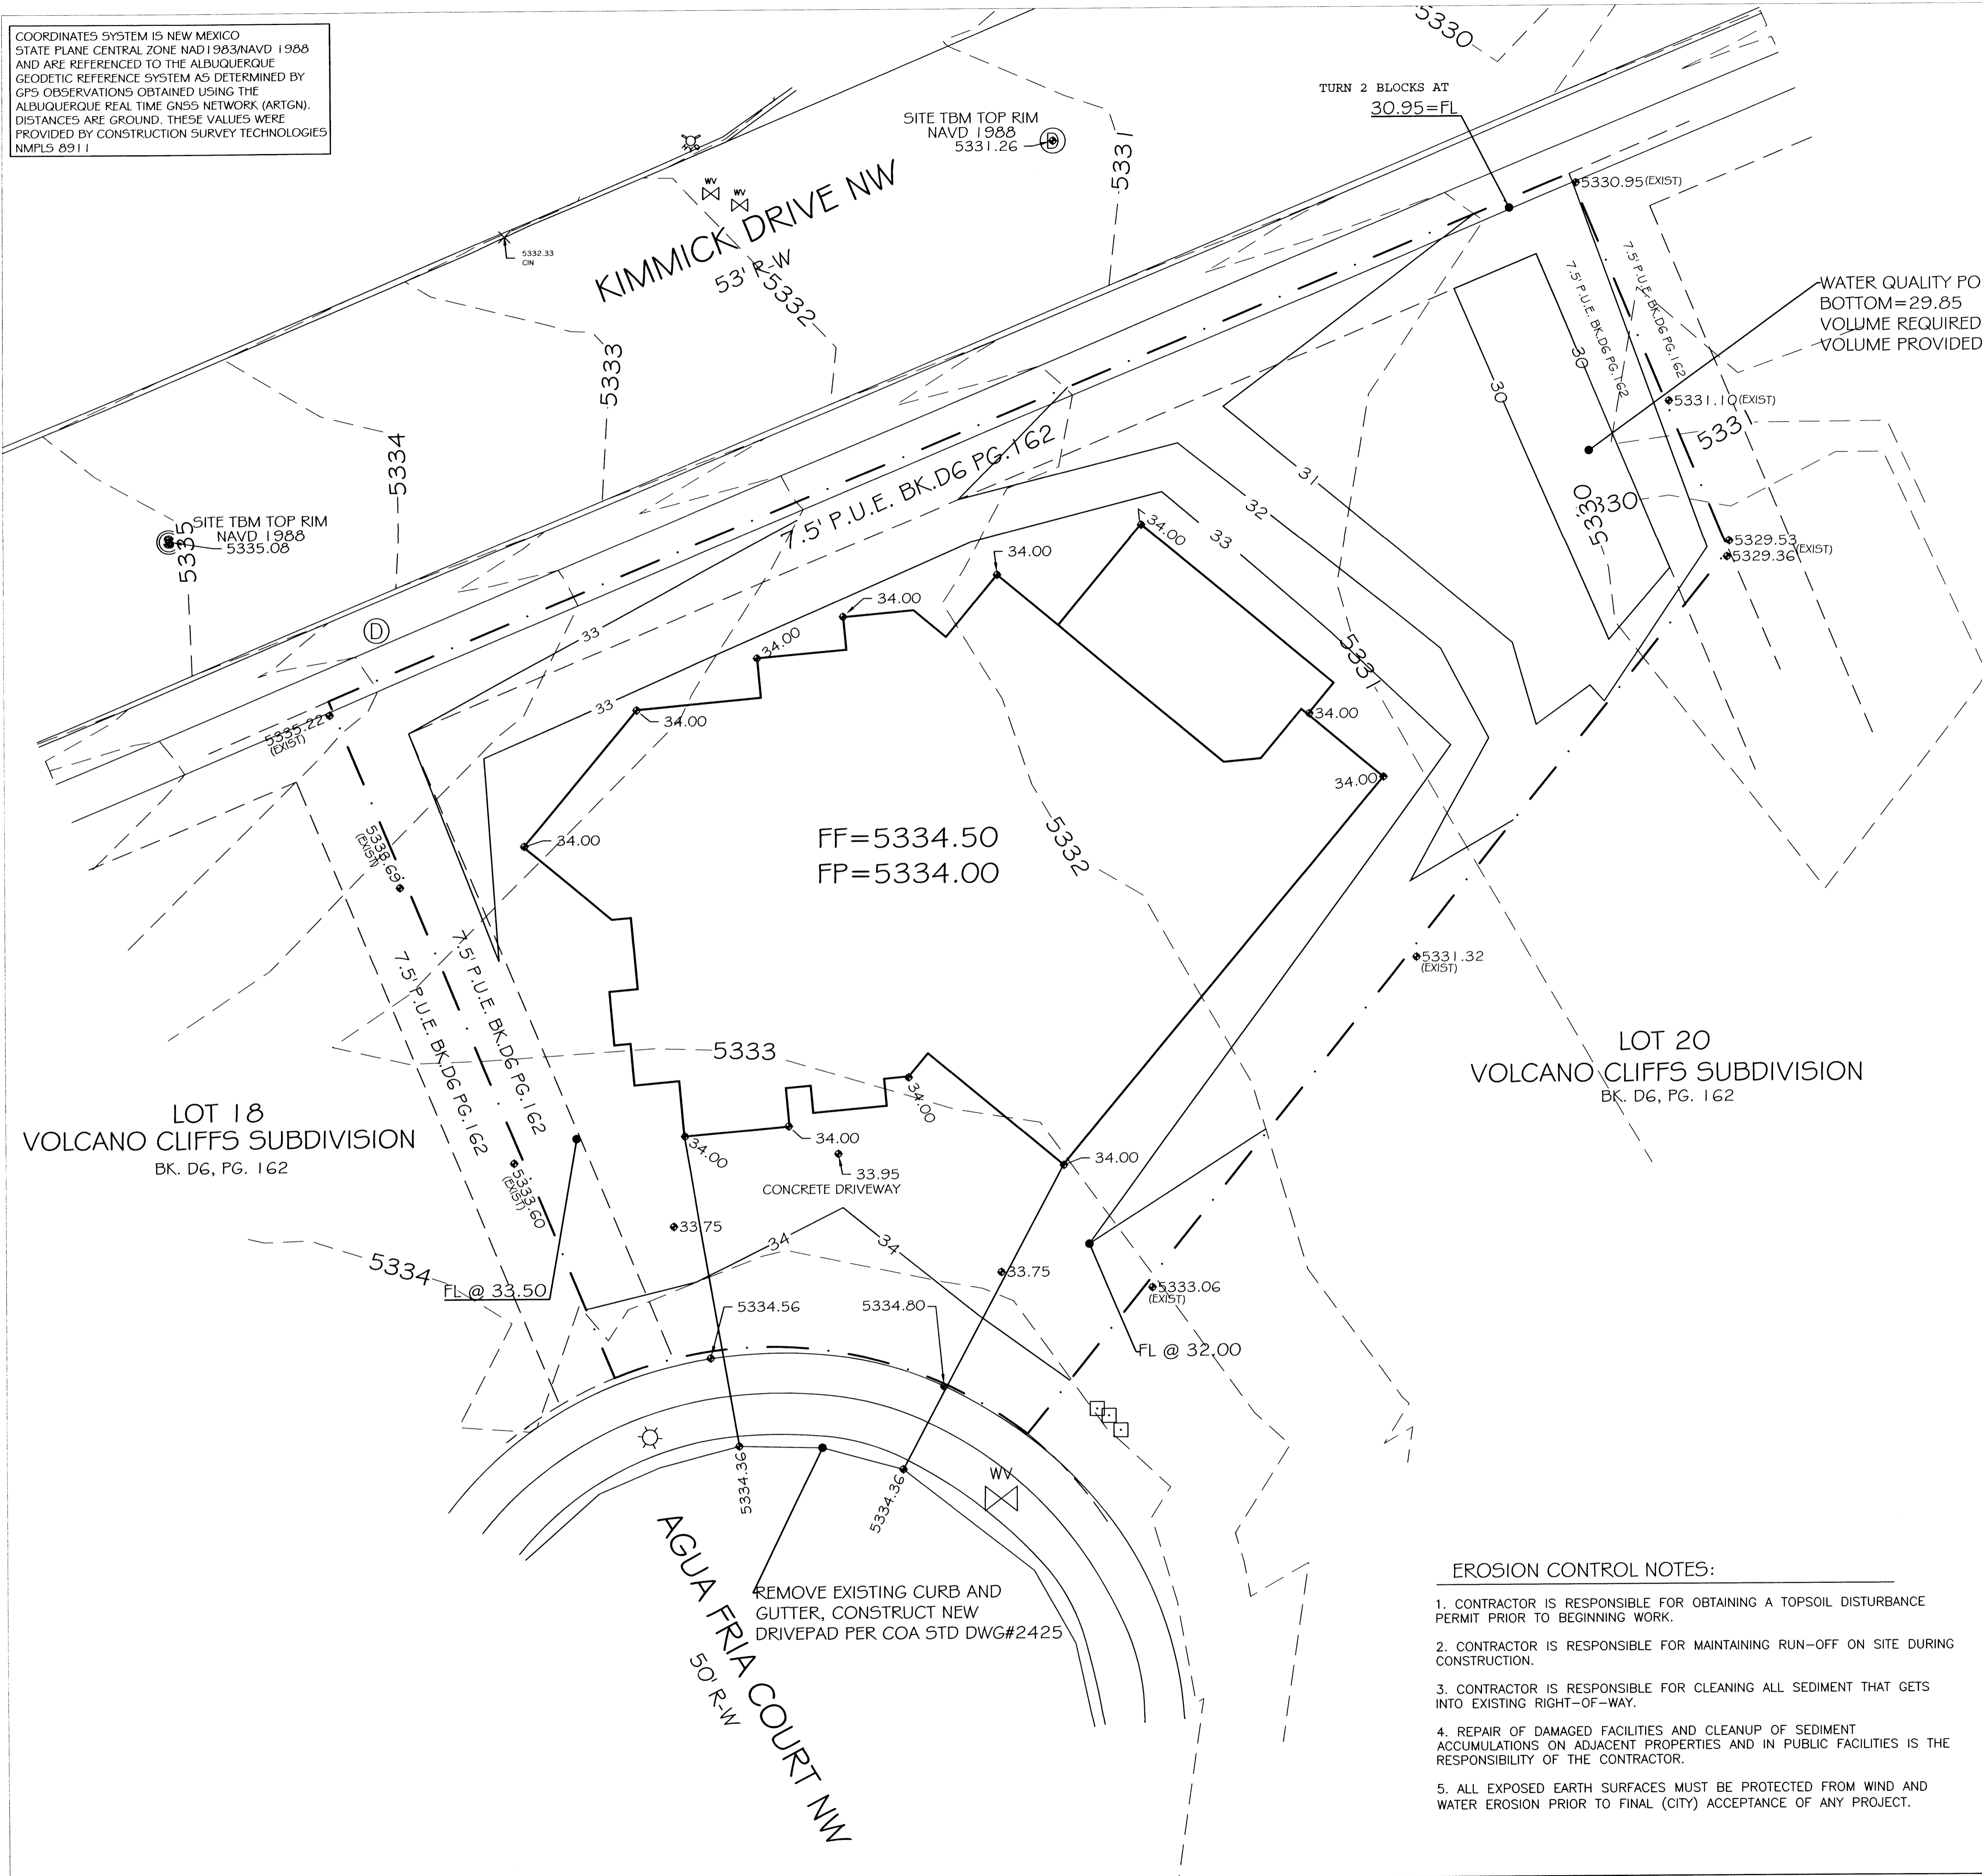 COORDINATES SYSTEM IS NEW MEXICO
STATE PLANE CENTRAL ZONE NAD1983/NAVD 1988
AND ARE REFERENCED TO THE ALBUQUERQUE
GEODETIC REFERENCE SYSTEM AS DETERMINED BY
GPS OBSERVATIONS OBTAINED USING THE
ALBUQUERQUE REAL TIME GNSS NETWORK (ARTGN).
DISTANCES ARE GROUND. THESE VALUES WERE
PROVIDED BY CONSTRUCTION SURVEY TECHNOLOGIES
NMPLS 8911
5330
TURN 2 BLOCKS AT
30.95=FL
SITE TBM TOP RIM
NAVD 1988
5331.26
D
5331
WV
WV
KIMMICK DRIVE NW
53' R-W
5332
5332.33
CIN
5330.95(EXIST)
7.5' P.U.E. BK.D6 PG.162
7.5' P.U.E. BK.D6 PG.162
WATER QUALITY PO
BOTTOM=29.85
VOLUME REQUIRED
VOLUME PROVIDED
30
30
5331.10(EXIST)
5331
5333
5334
5335
SITE TBM TOP RIM
NAVD 1988
5335.08
7.5' P.U.E. BK.D6 PG.162
31
32
33
5330
5330
5329.53
5329.36(EXIST)
34.00
34.00
34.00
34.00
D
33
33
34.00
5331
34.00
34.00
5335.22
(EXIST)
34.00
5338.69
(EXIST)
FF=5334.50
FP=5334.00
5332
5331.32
(EXIST)
7.5' P.U.E. BK.D6 PG.162
7.5' P.U.E. BK.D6 PG.162
5333
LOT 20
VOLCANO CLIFFS SUBDIVISION
BK. D6, PG. 162
LOT 18
VOLCANO CLIFFS SUBDIVISION
BK. D6, PG. 162
34.00
34.00
34.00
34.00
33.95
CONCRETE DRIVEWAY
5333.60
(EXIST)
33.75
34
34
5334
FL @ 33.50
33.75
5333.06
(EXIST)
5334.56
5334.80
FL @ 32.00
5334.36
5334.36
WV
AGUA FRIA COURT NW
50' R-W
REMOVE EXISTING CURB AND
GUTTER, CONSTRUCT NEW
DRIVEPAD PER COA STD DWG#2425
EROSION CONTROL NOTES:
1. CONTRACTOR IS RESPONSIBLE FOR OBTAINING A TOPSOIL DISTURBANCE
PERMIT PRIOR TO BEGINNING WORK.
2. CONTRACTOR IS RESPONSIBLE FOR MAINTAINING RUN-OFF ON SITE DURING
CONSTRUCTION.
3. CONTRACTOR IS RESPONSIBLE FOR CLEANING ALL SEDIMENT THAT GETS
INTO EXISTING RIGHT-OF-WAY.
4. REPAIR OF DAMAGED FACILITIES AND CLEANUP OF SEDIMENT
ACCUMULATIONS ON ADJACENT PROPERTIES AND IN PUBLIC FACILITIES IS THE
RESPONSIBILITY OF THE CONTRACTOR.
5. ALL EXPOSED EARTH SURFACES MUST BE PROTECTED FROM WIND AND
WATER EROSION PRIOR TO FINAL (CITY) ACCEPTANCE OF ANY PROJECT.